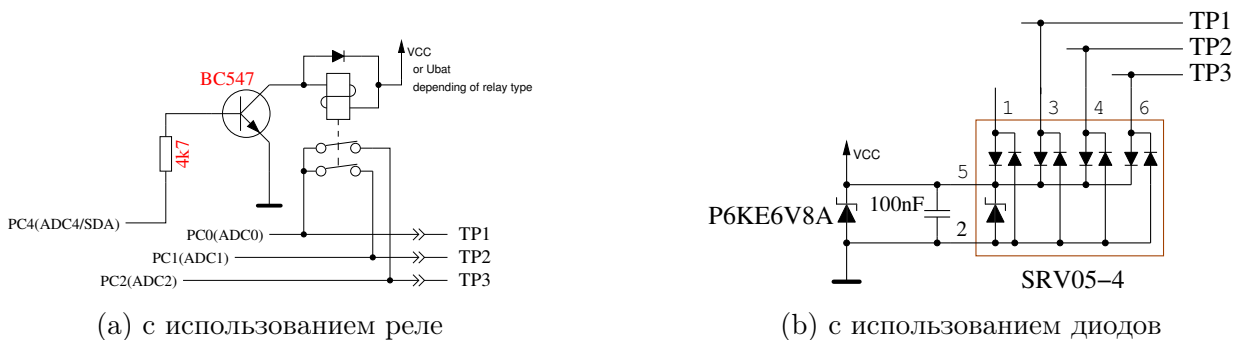 BC547
VCC
or Ubat
depending of relay type
4k7
PC4(ADC4/SDA)
PC0(ADC0)
TP1
PC1(ADC1)
TP2
PC2(ADC2)
TP3
(a) с использованием реле
TP1
TP2
TP3
1
3
4
6
VCC
5
P6KE6V8A
100nF
2
SRV05−4
(b) с использованием диодов